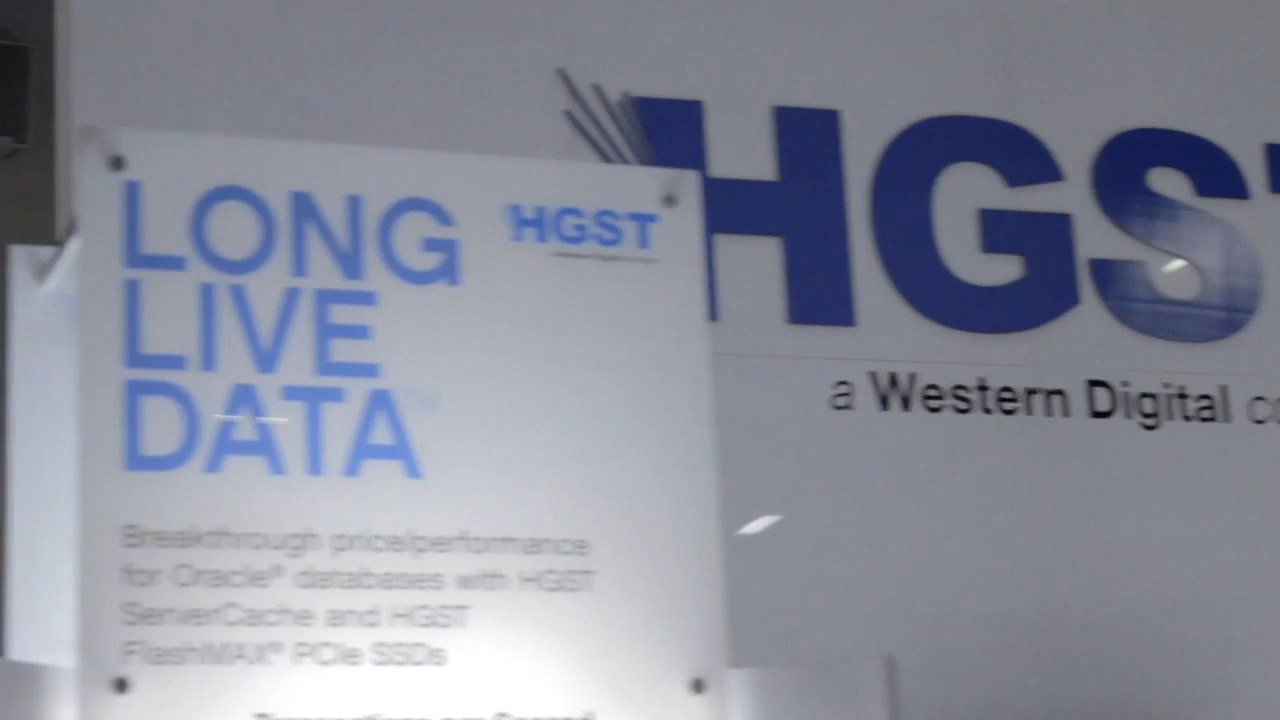 LONG
LIVE
DATA
HGST
Breakthrough price/performance
for Oracle® databases with HGST
ServerCache and HGST
FlashMAX® PCIe SSDs
HGST
a Western Digital